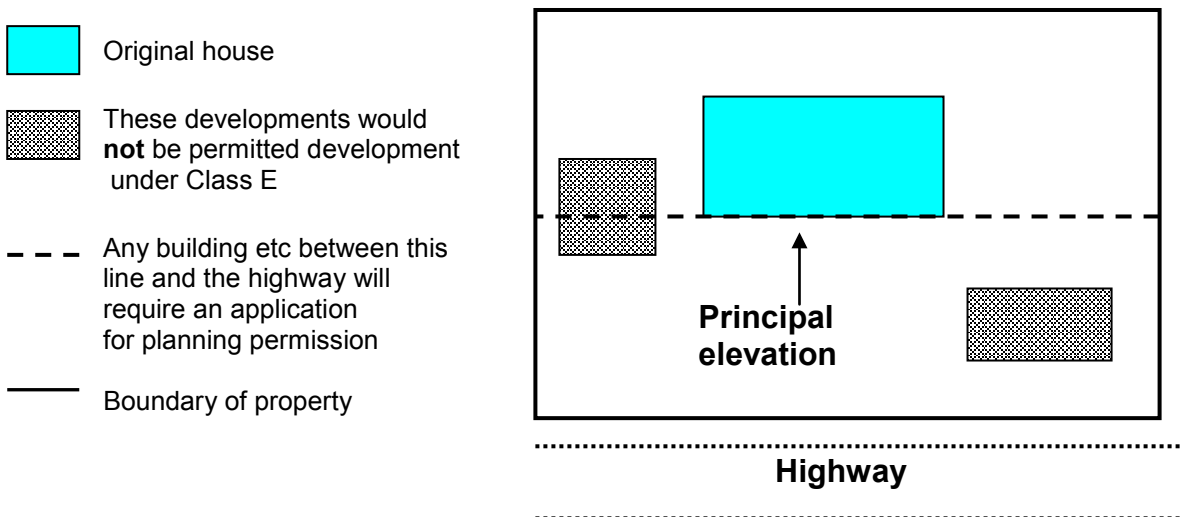 Original house
These developments would
not be permitted development
under Class E
Any building etc between this
line and the highway will
require an application
for planning permission
Boundary of property
Principal
elevation
Highway